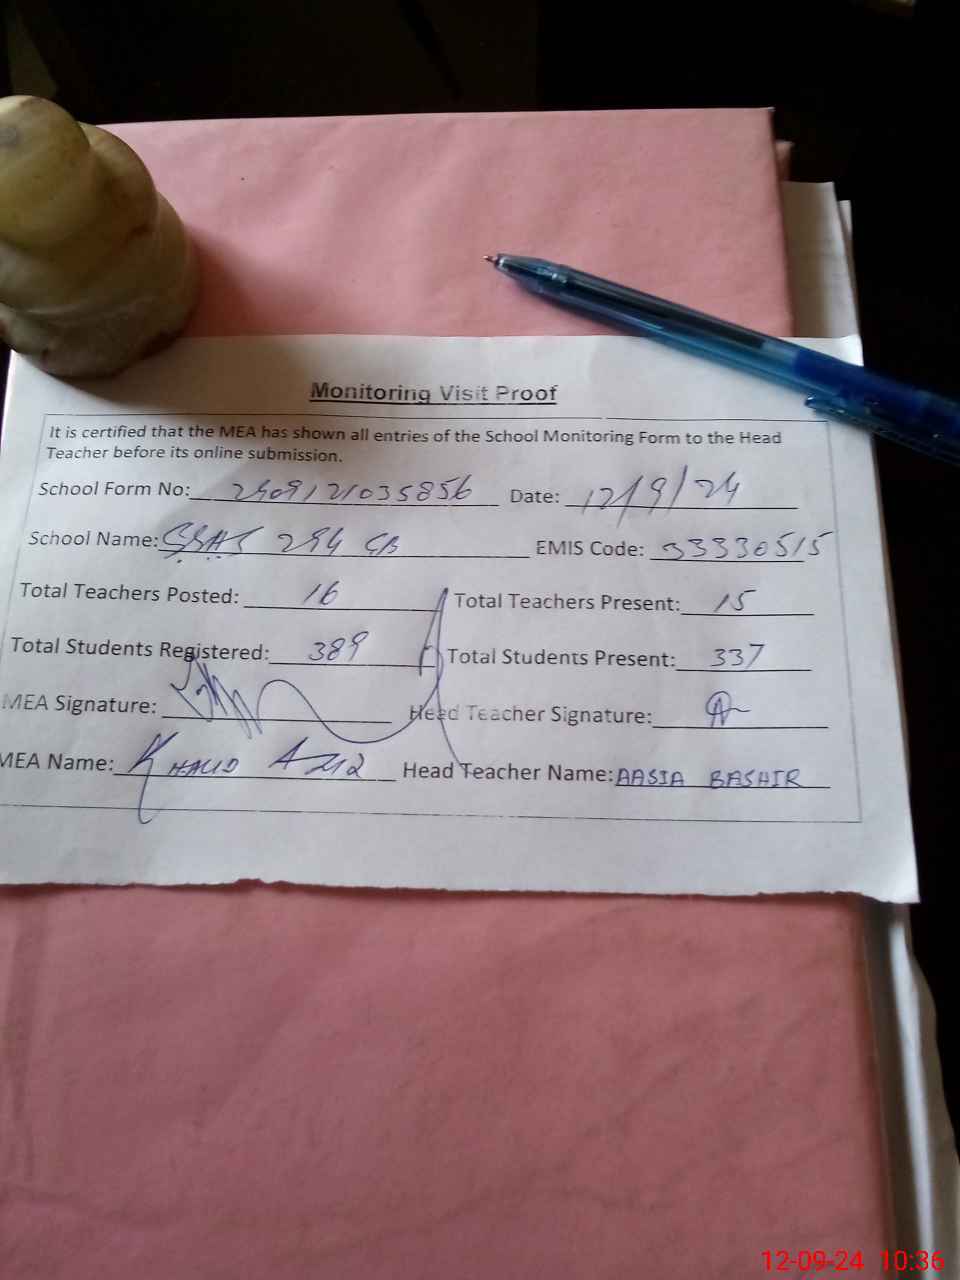 Monitoring Visit Proof
It is certified that the MEA has shown all entries of the School Monitoring Form to the Head
Teacher before its online submission.
School Form No: 2409121035856 Date: 12/9/24
School Name: 294 GB EMIS Code: 33330515
Total Teachers Posted: 16 Total Teachers Present: 15
Total Students Registered: 389 Total Students Present: 337
MEA Signature: Head Teacher Signature:
MEA Name: KHALID AZIZ Head Teacher Name: AASIA BASHIR
12-09-24 10:36